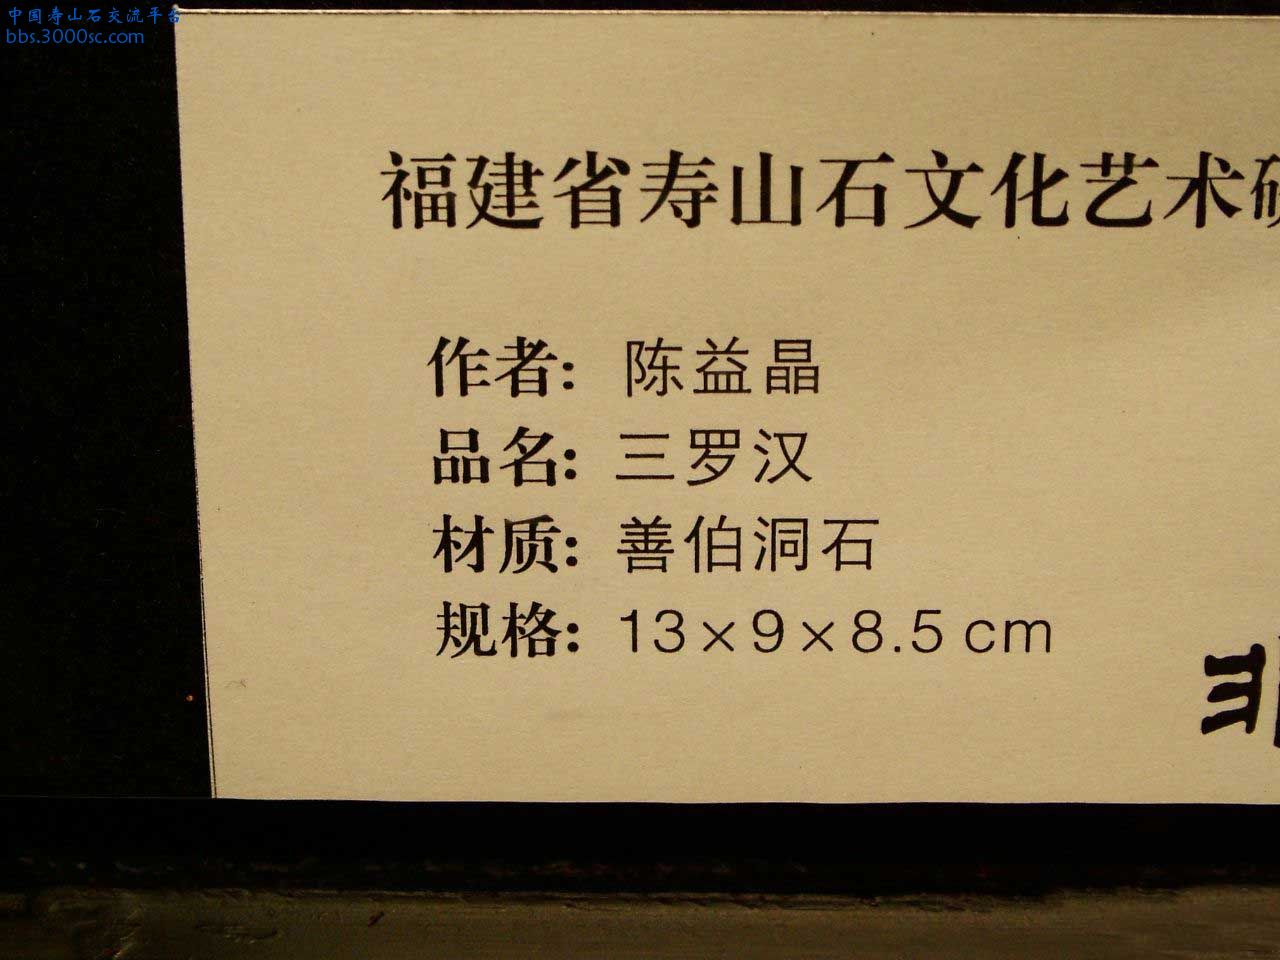 中国寿山石交流平台
bbs.3000sc.com
福建省寿山石文化艺术研
作者: 陈益晶
品名: 三罗汉
材质: 善伯洞石
规格: 13×9×8.5cm